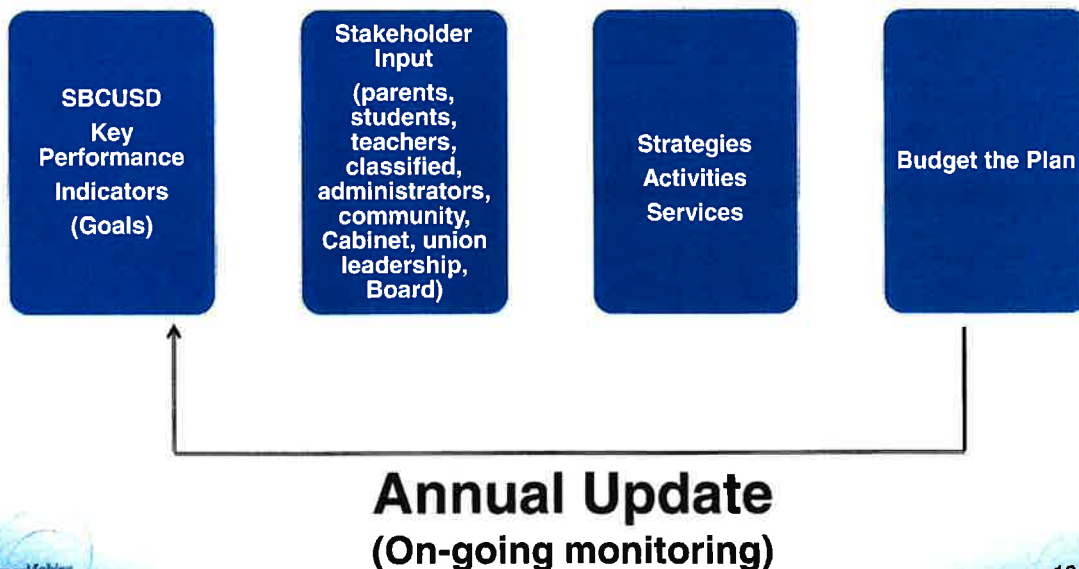 SBCUSD
Key
Performance
Indicators
(Goals)
Stakeholder
Input
(parents,
students,
teachers,
classified,
administrators,
community,
Cabinet, union
leadership,
Board)
Strategies
Activities
Services
Budget the Plan
Annual Update
(On-going monitoring)